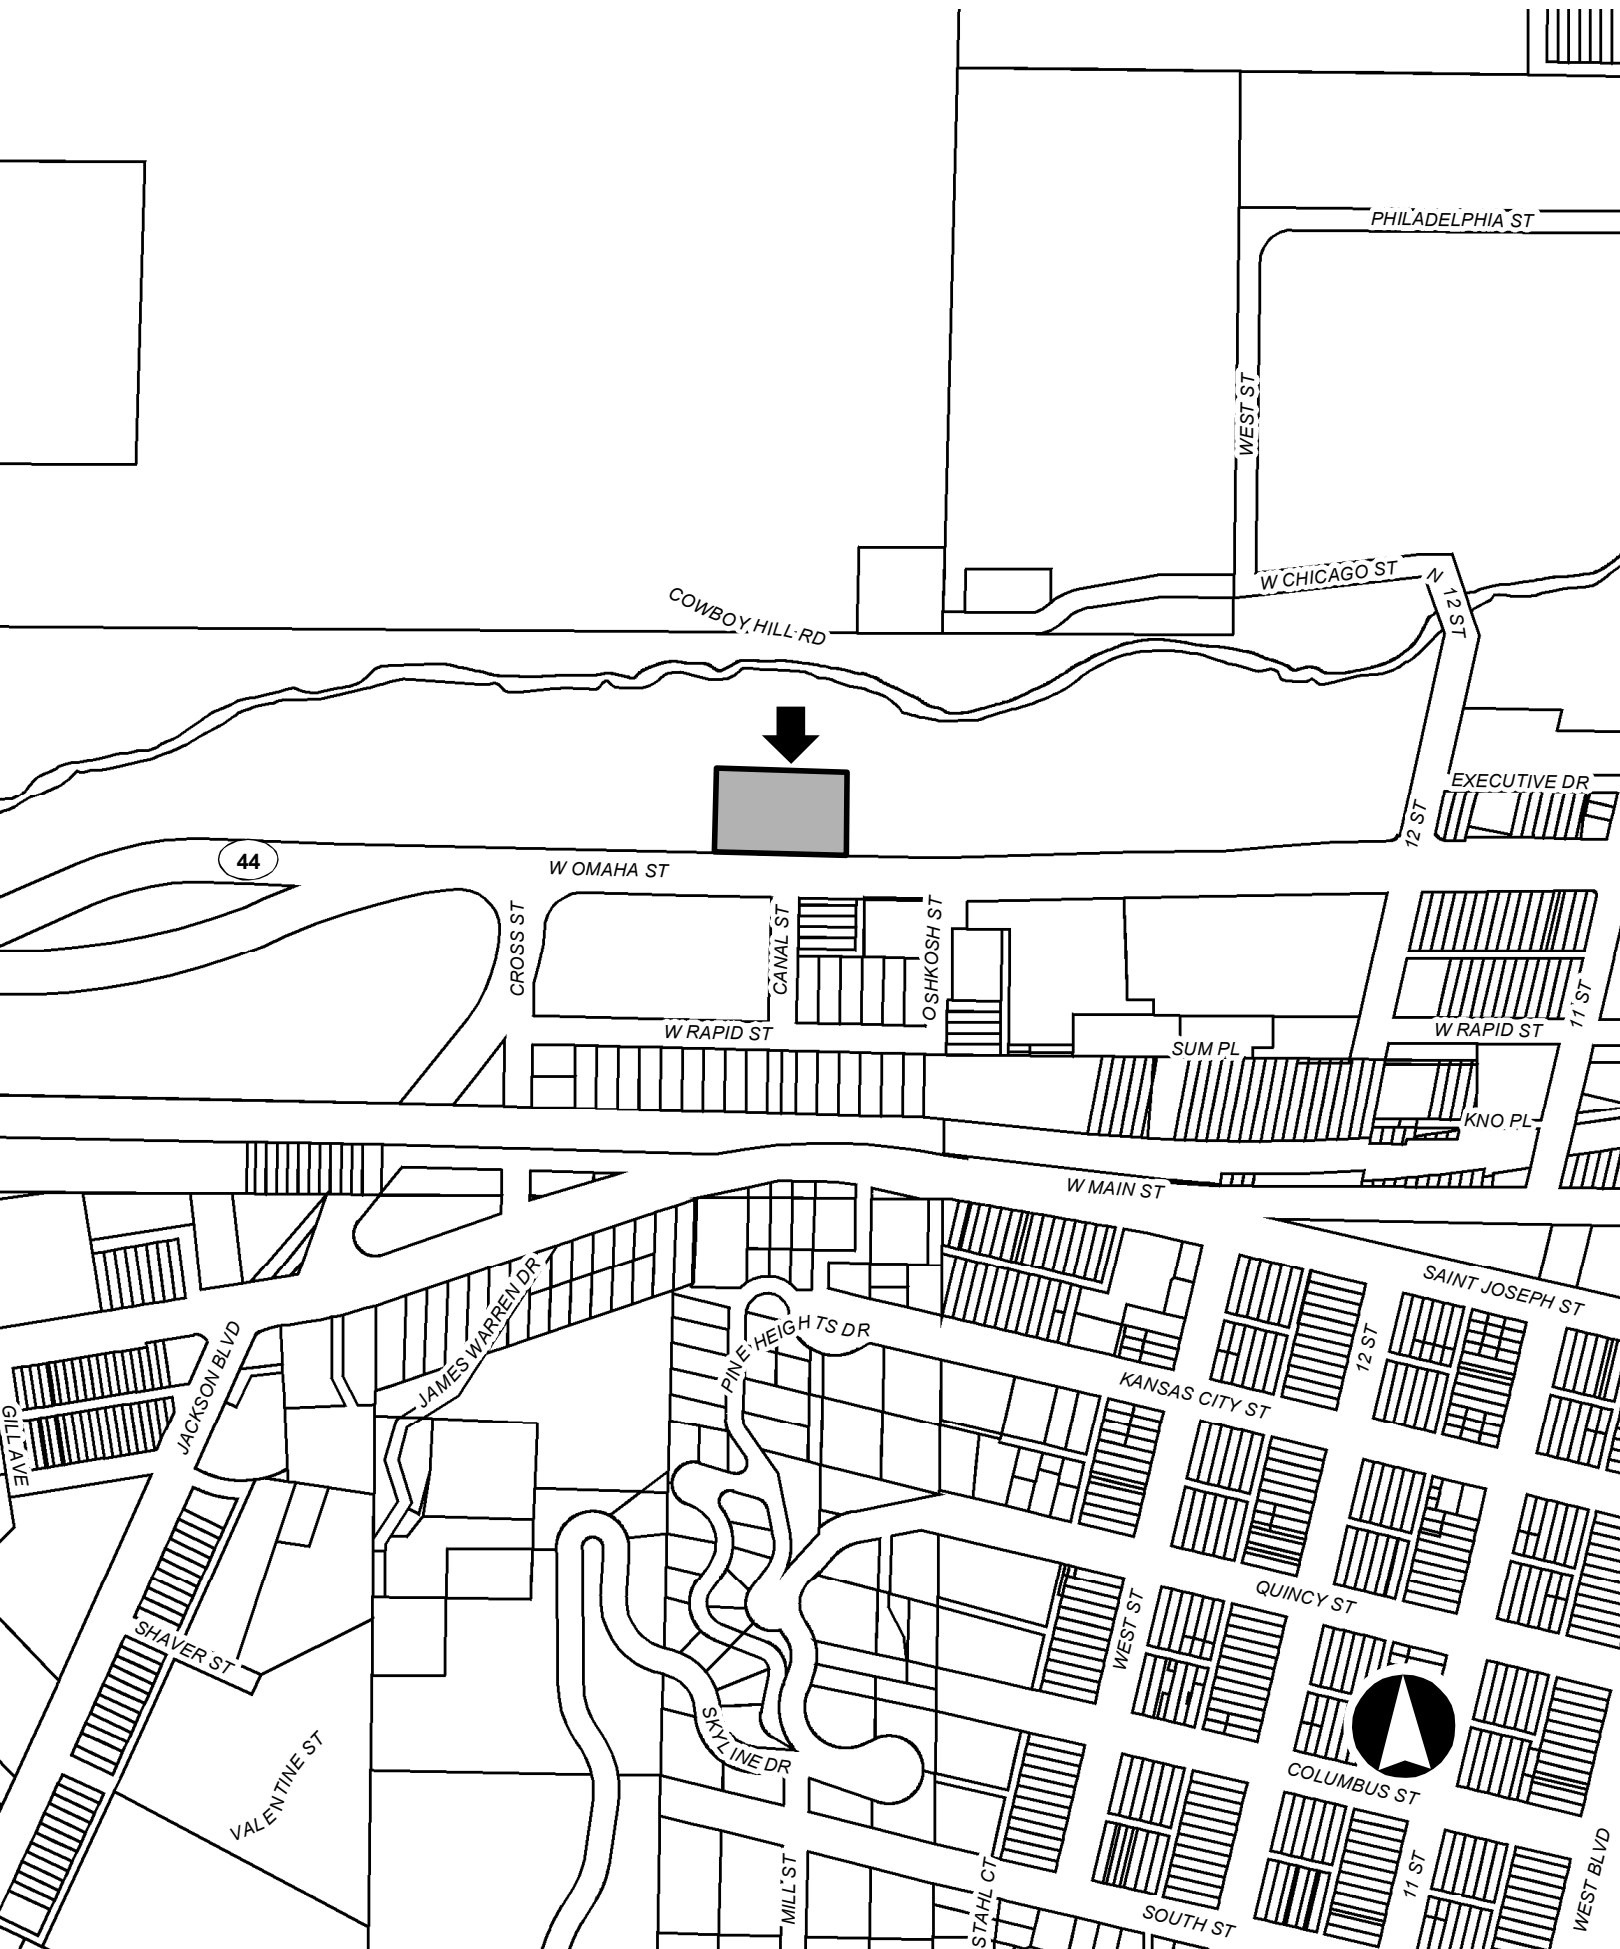 PHILADELPHIA ST
WEST ST
W CHICAGO ST
N 12 ST
COWBOY HILL RD
EXECUTIVE DR
12 ST
44
W OMAHA ST
CROSS ST
CANAL ST
OSHKOSH ST
11 ST
W RAPID ST
W RAPID ST
SUM PL
KNO PL
W MAIN ST
SAINT JOSEPH ST
JAMES WARREN DR
PINE HEIGHTS DR
12 ST
JACKSON BLVD
KANSAS CITY ST
GILL AVE
QUINCY ST
WEST ST
SHAVER ST
SKYLINE DR
VALENTINE ST
COLUMBUS ST
MILL ST
STAHL CT
11 ST
WEST BLVD
SOUTH ST